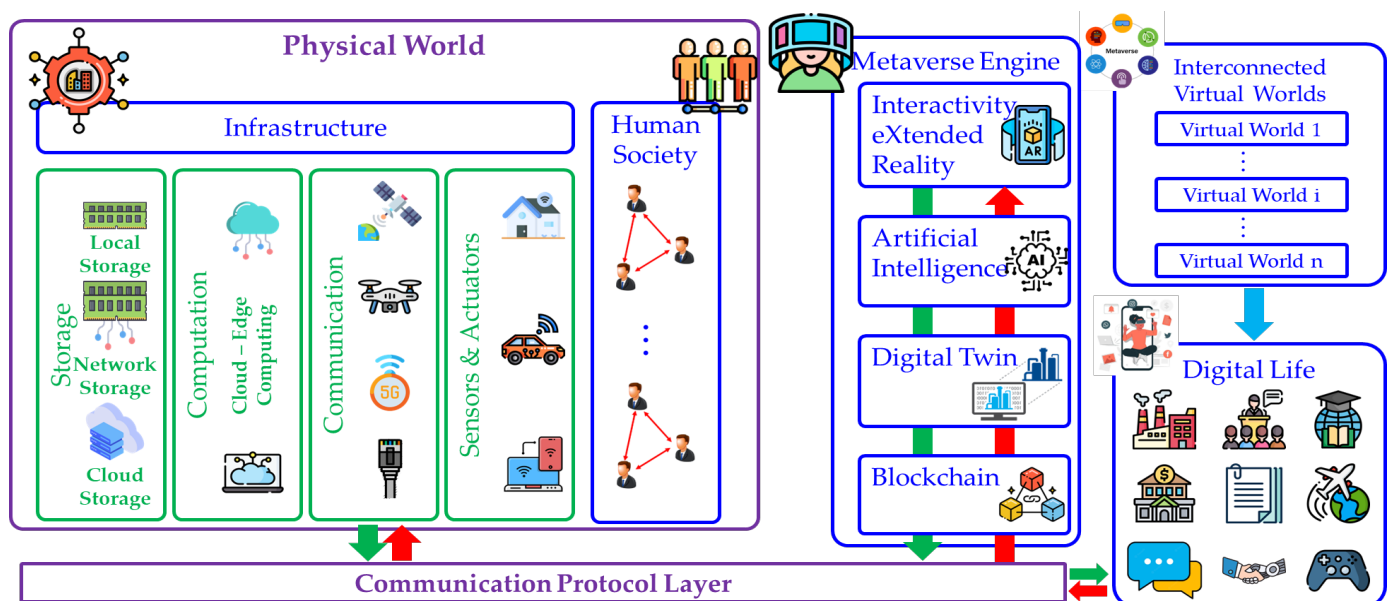 Physical World
Infrastructure
Human
Society
Storage
Local
Storage
Network
Storage
Cloud
Storage
Computation
Cloud – Edge
Computing
Communication
5G
Sensors & Actuators
Metaverse Engine
Interactivity
eXtended
Reality
AR
Artificial
Intelligence
AI
Digital Twin
Blockchain
Metaverse
Interconnected
Virtual Worlds
Virtual World 1
Virtual World i
Virtual World n
Digital Life
Communication Protocol Layer